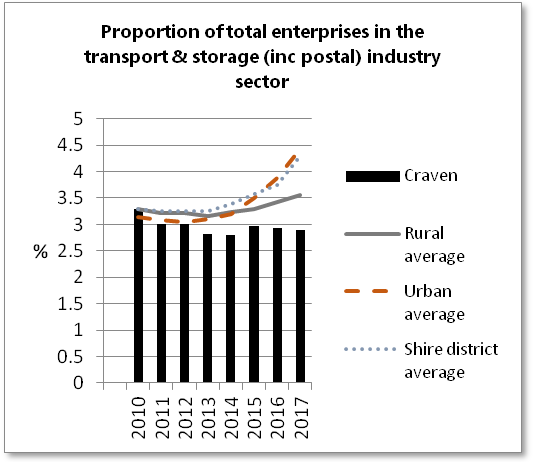 Proportion of total enterprises in the
transport & storage (inc postal) industry
sector
5
4.5
4
3.5
3
2.5
2
1.5
1
0.5
0
%
2010
2011
2012
2013
2014
2015
2016
2017
Craven
Rural
average
Urban
average
Shire district
average